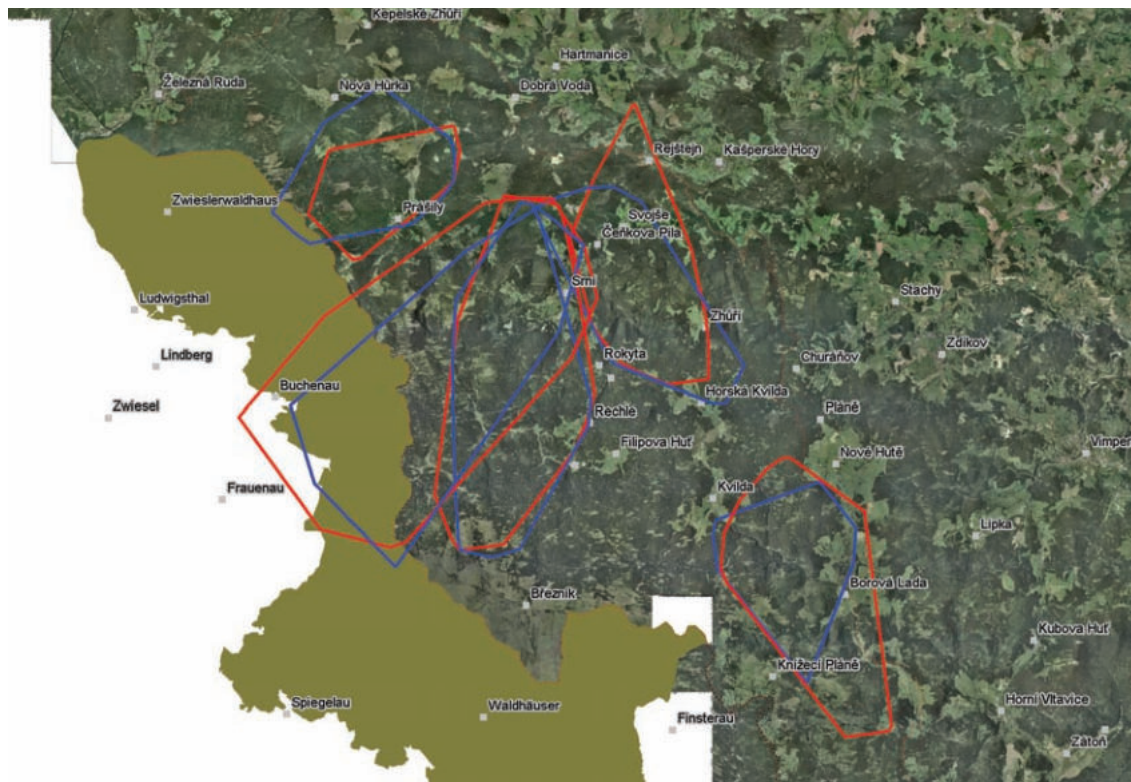 Kepelské Zhůří
Hartmanice
Železná Ruda
Nová Hůrka
Dobrá Voda
Rejštejn
Kašperské Hory
Zwieslerwaldhaus
Prášily
Svojše
Čeňkova Pila
Srní
Ludwigsthal
Stachy
Zhůří
Zdíkov
Lindberg
Rokyta
Churáňov
Buchenau
Horská Kvilda
Zwiesel
Rechle
Pláně
Filipova Huť
Nové Hutě
Vimper
Frauenau
Kvilda
Lipka
Borová Lada
Březník
Kubova Huť
Knížecí Pláně
Spiegelau
Waldhäuser
Horní Vltavice
Finsterau
Zátoň